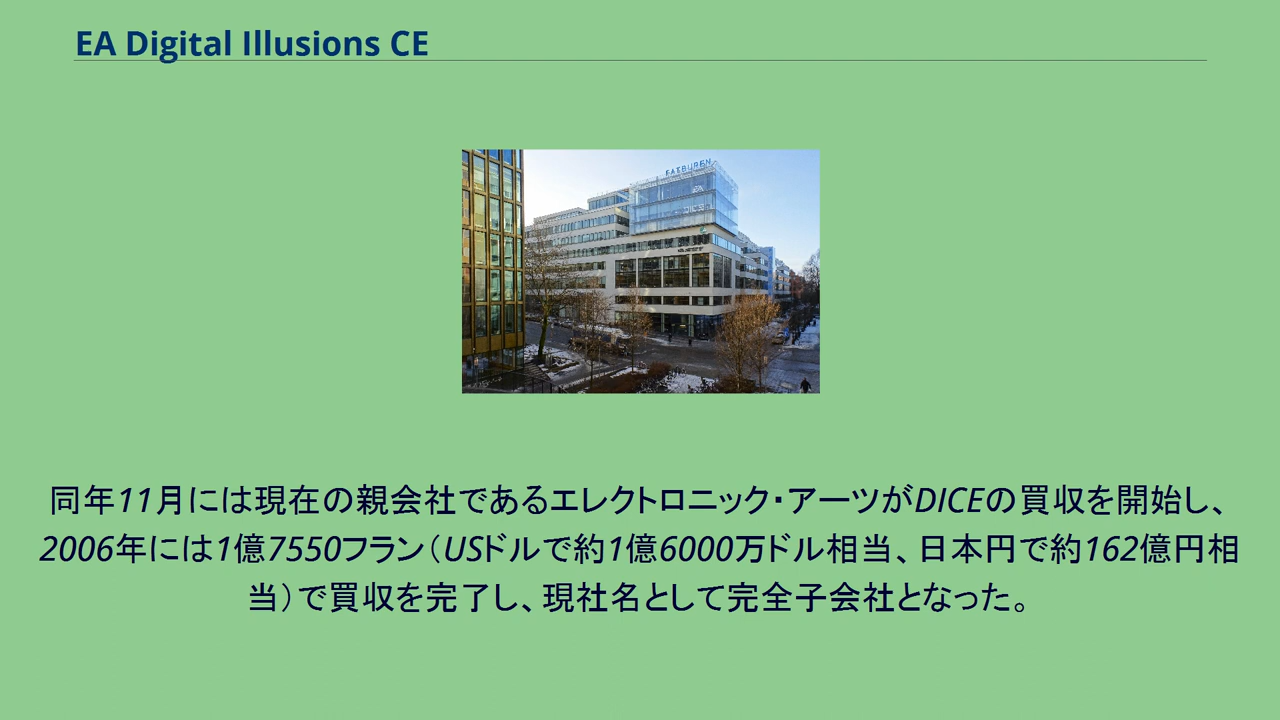 EA Digital Illusions CE
FATBUREN
EA
DICE
同年11月には現在の親会社であるエレクトロニック・アーツがDICEの買収を開始し、
2006年には1億7550フラン（USドルで約1億6000万ドル相当、日本円で約162億円相
当）で買収を完了し、現社名として完全子会社となった。